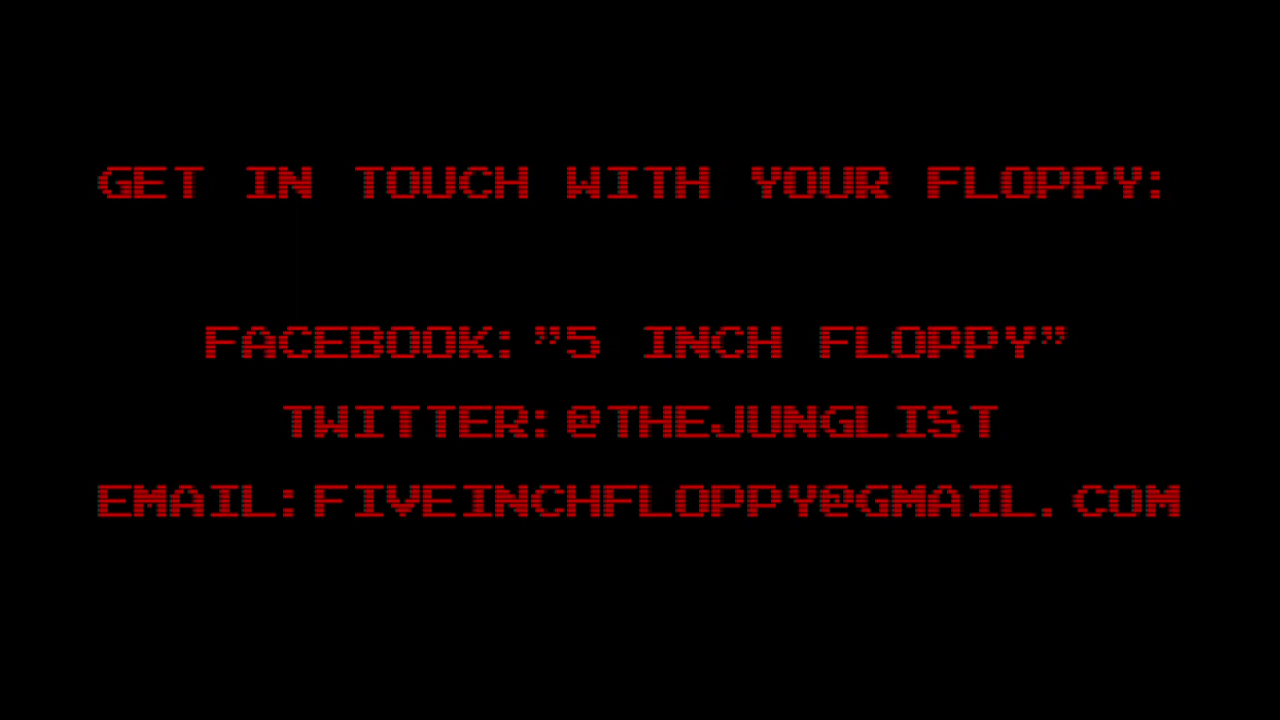 GET IN TOUCH WITH YOUR FLOPPY:
FACEBOOK:”5 INCH FLOPPY”
TWITTER:@THEJUNGLIST
EMAIL:FIVEINCHFLOPPY@GMAIL.COM